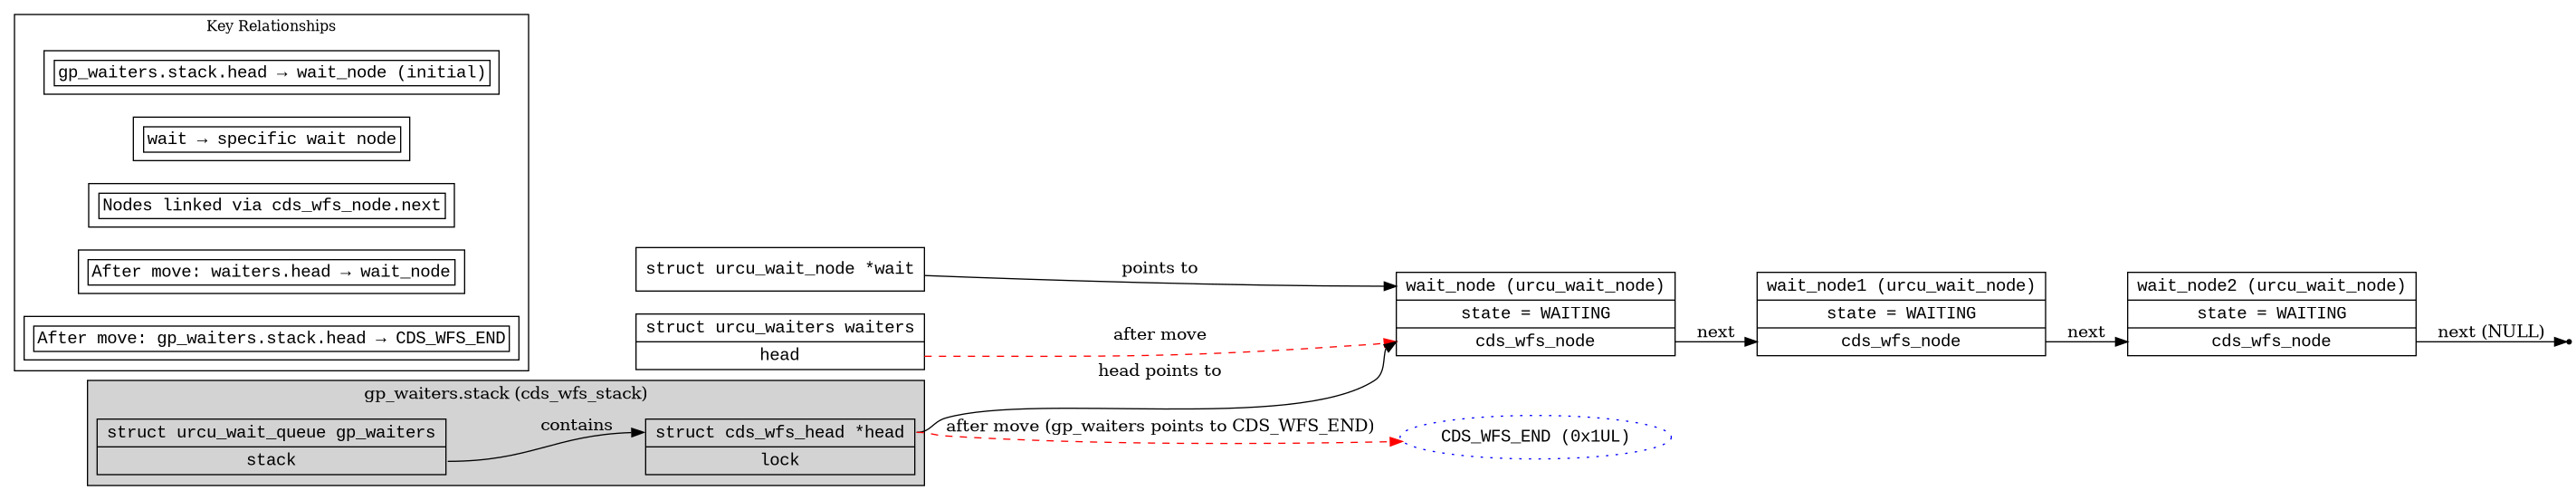 Key Relationships
gp_waiters.stack.head → wait_node (initial)
wait → specific wait node
Nodes linked via cds_wfs_node.next
After move: waiters.head → wait_node
After move: gp_waiters.stack.head → CDS_WFS_END
struct urcu_wait_node *wait
points to
struct urcu_waiters waiters
head
after move
head points to
gp_waiters.stack (cds_wfs_stack)
struct urcu_wait_queue gp_waiters
stack
contains
struct cds_wfs_head *head
lock
after move (gp_waiters points to CDS_WFS_END)
CDS_WFS_END (0x1UL)
wait_node (urcu_wait_node)
state = WAITING
cds_wfs_node
next
wait_node1 (urcu_wait_node)
state = WAITING
cds_wfs_node
next
wait_node2 (urcu_wait_node)
state = WAITING
cds_wfs_node
next (NULL)